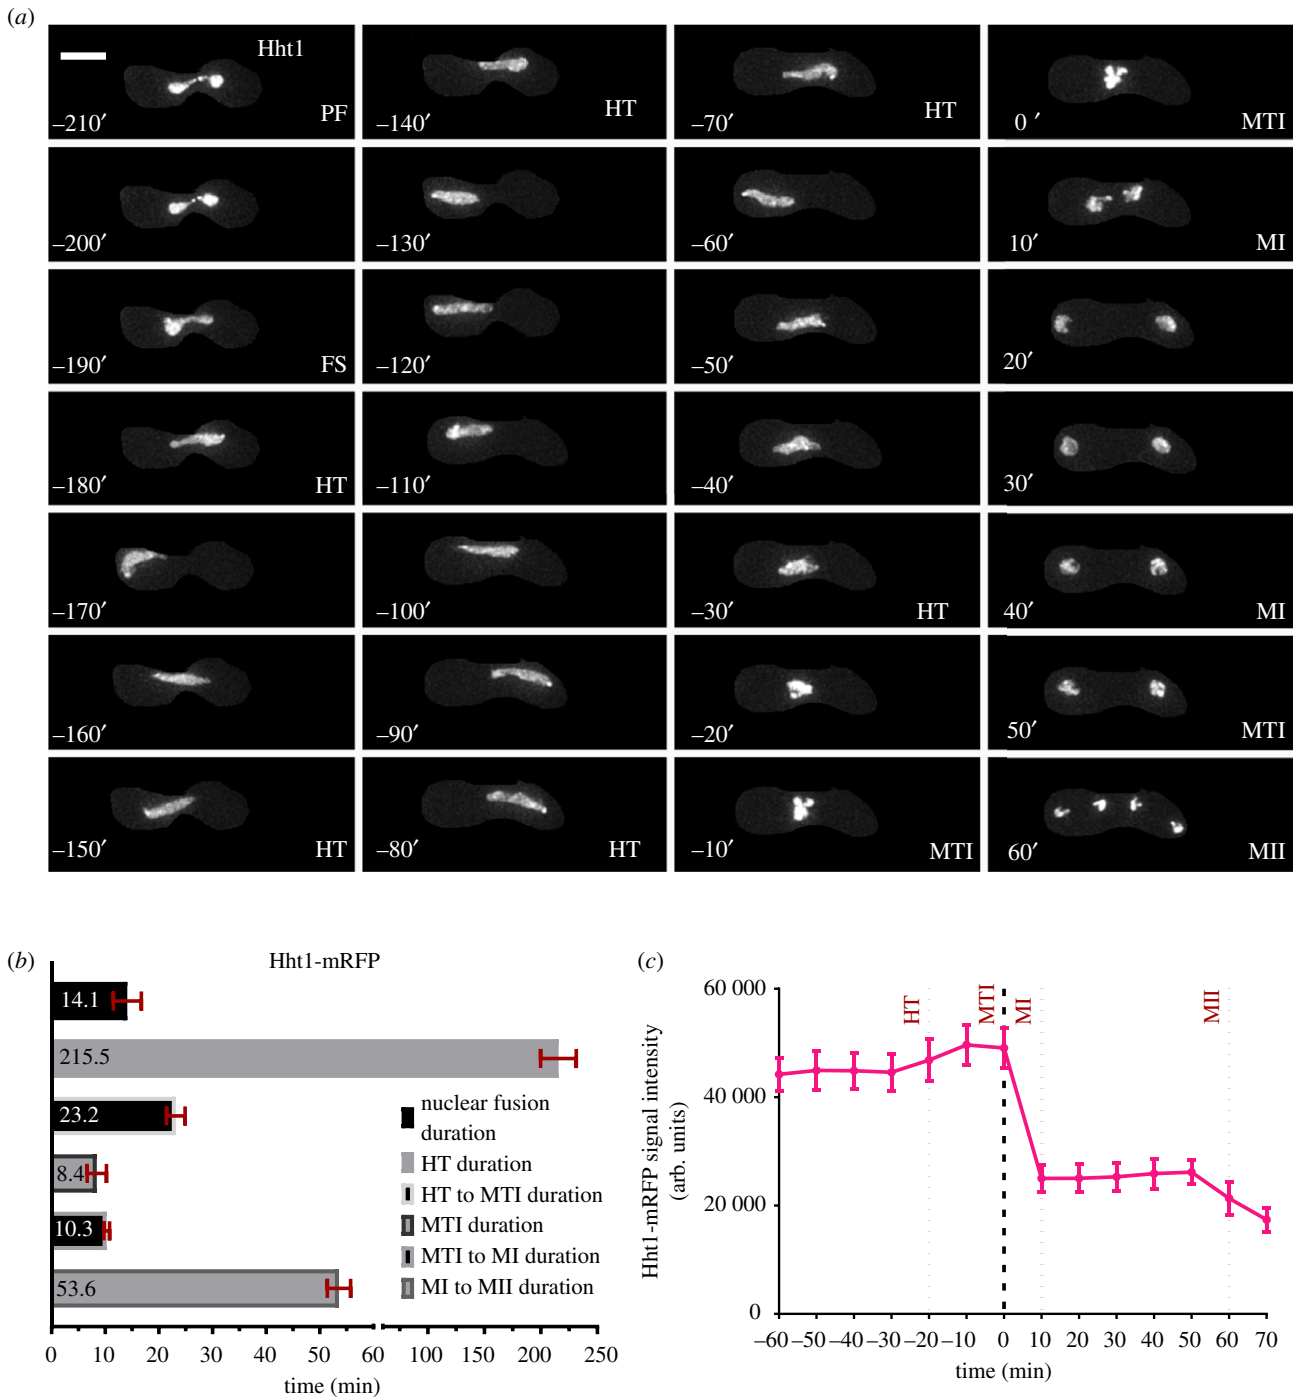 (a)
Hht1
–210′
PF
–140′
HT
–70′
HT
0 ′
MTI
–200′
–130′
–60′
10′
MI
–190′
FS
–120′
–50′
20′
–180′
HT
–110′
–40′
30′
–170′
–100′
–30′
HT
40′
MI
–160′
–90′
–20′
50′
MTI
–150′
HT
–80′
HT
–10′
MTI
60′
MII
(b)
Hht1-mRFP
14.1
215.5
23.2
8.4
10.3
53.6
nuclear fusion
duration
HT duration
HT to MTI duration
MTI duration
MTI to MI duration
MI to MII duration
0 10 20 30 40 50 60 100 150 200 250
time (min)
(c)
Hht1-mRFP signal intensity
(arb. units)
60 000
40 000
20 000
0
HT
MTI
MI
MII
–60 –50 –40 –30 –20 –10 0 10 20 30 40 50 60 70
time (min)